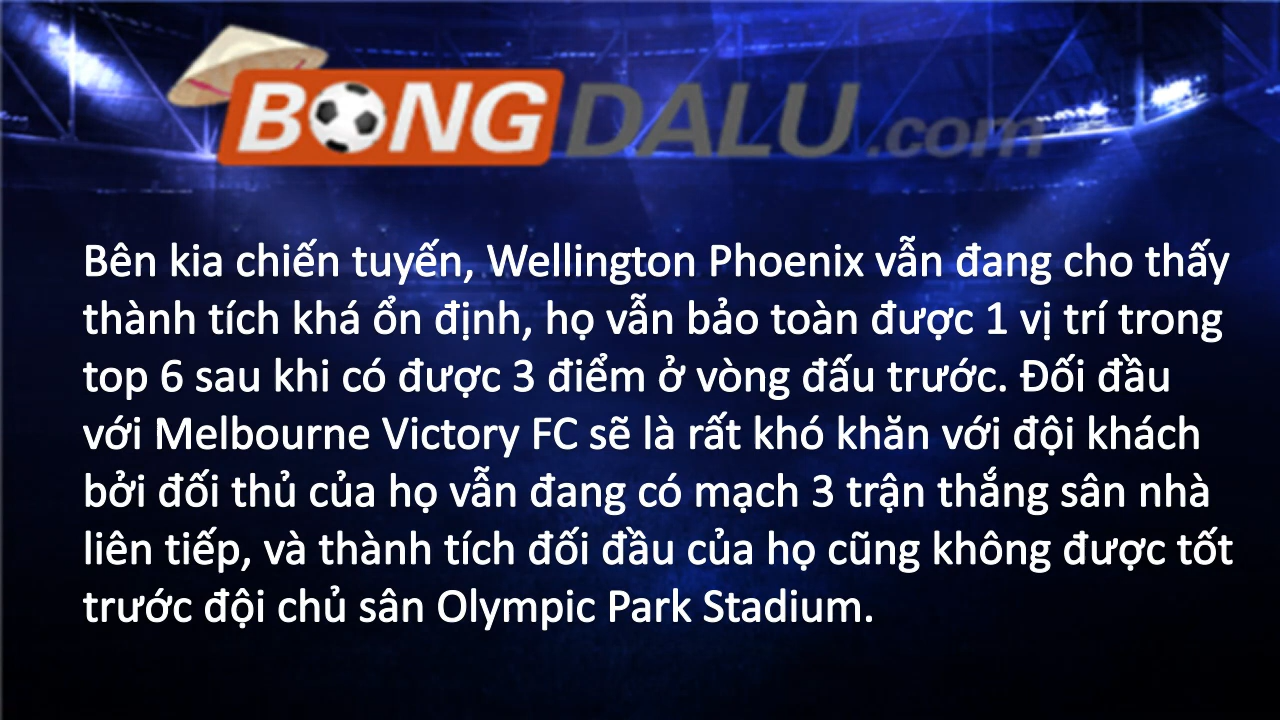 BONGDALU.com
Bên kia chiến tuyến, Wellington Phoenix vẫn đang cho thấy
thành tích khá ổn định, họ vẫn bảo toàn được 1 vị trí trong
top 6 sau khi có được 3 điểm ở vòng đấu trước. Đối đầu
với Melbourne Victory FC sẽ là rất khó khăn với đội khách
bởi đối thủ của họ vẫn đang có mạch 3 trận thắng sân nhà
liên tiếp, và thành tích đối đầu của họ cũng không được tốt
trước đội chủ sân Olympic Park Stadium.